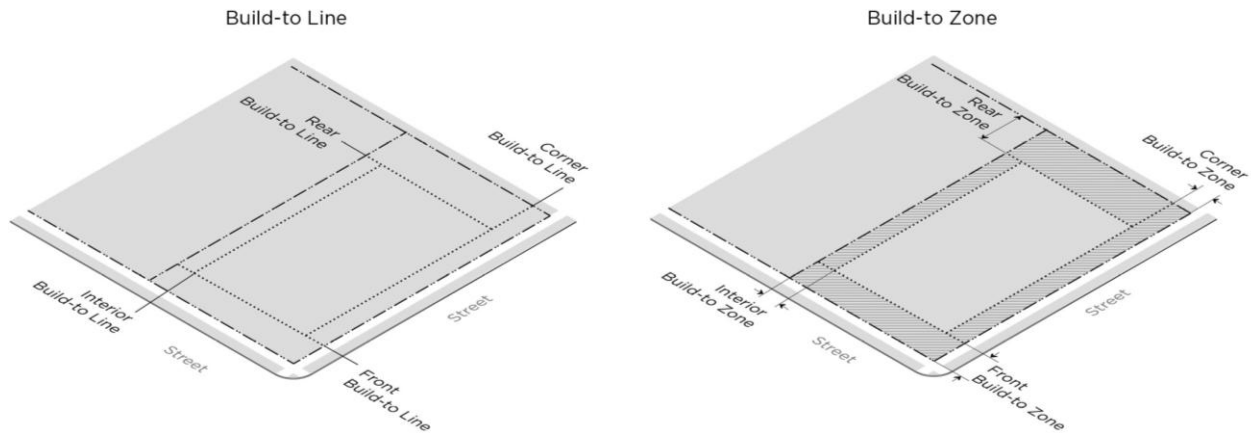 Build-to Line
Rear
Build-to Line
Corner
Build-to Line
Interior
Build-to Line
Street
Street
Front
Build-to Line
Build-to Zone
Rear
Build-to Zone
Corner
Build-to Zone
Interior
Build-to Zone
Street
Street
Front
Build-to Zone